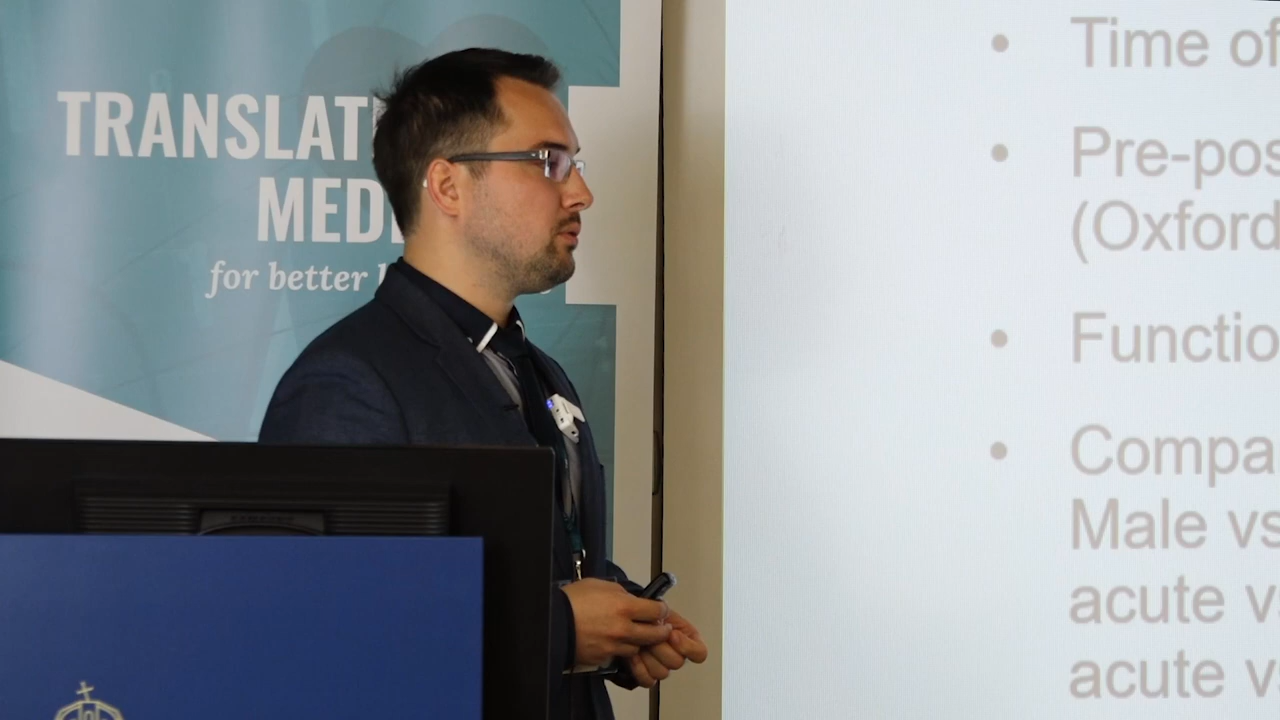 TRANSLAT
MED
for better
Time of
Pre-pos
(Oxford
Functio
Compa
Male vs
acute v
acute v